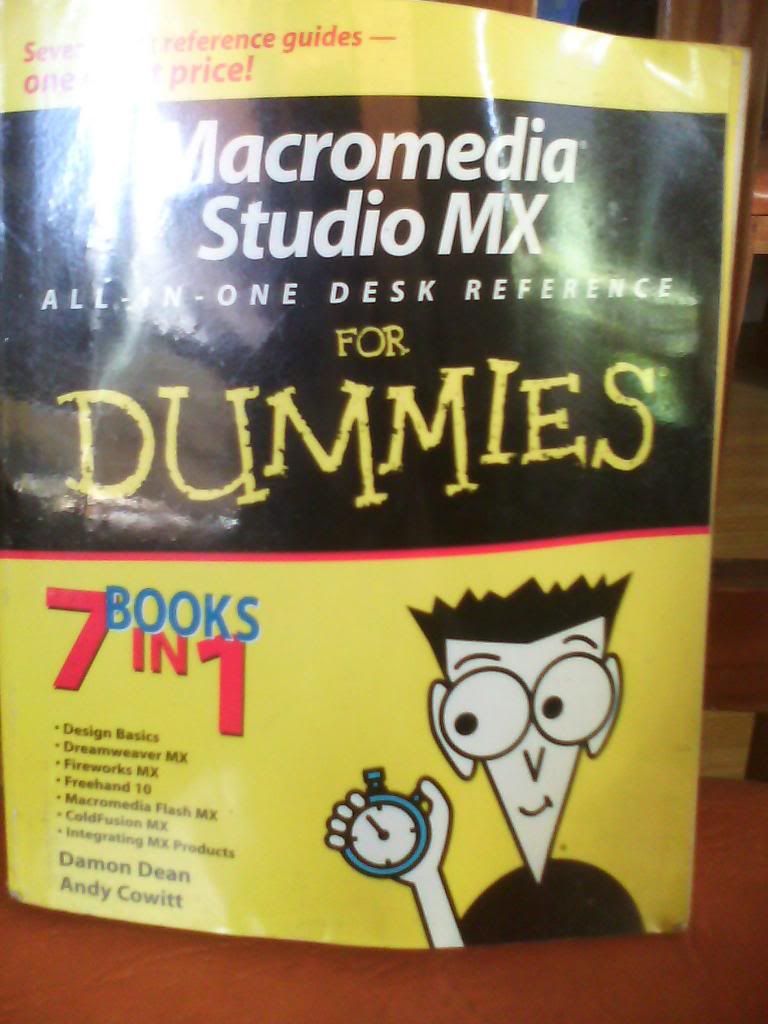 reference guides —
one price!
Macromedia
Studio MX
ALL-IN-ONE DESK REFERENCE
FOR
DUMMIES
7 BOOKS IN 1
• Design Basics
• Dreamweaver MX
• Fireworks MX
• Freehand 10
• Macromedia Flash MX
• ColdFusion MX
• Integrating MX Products
Damon Dean
Andy Cowitt